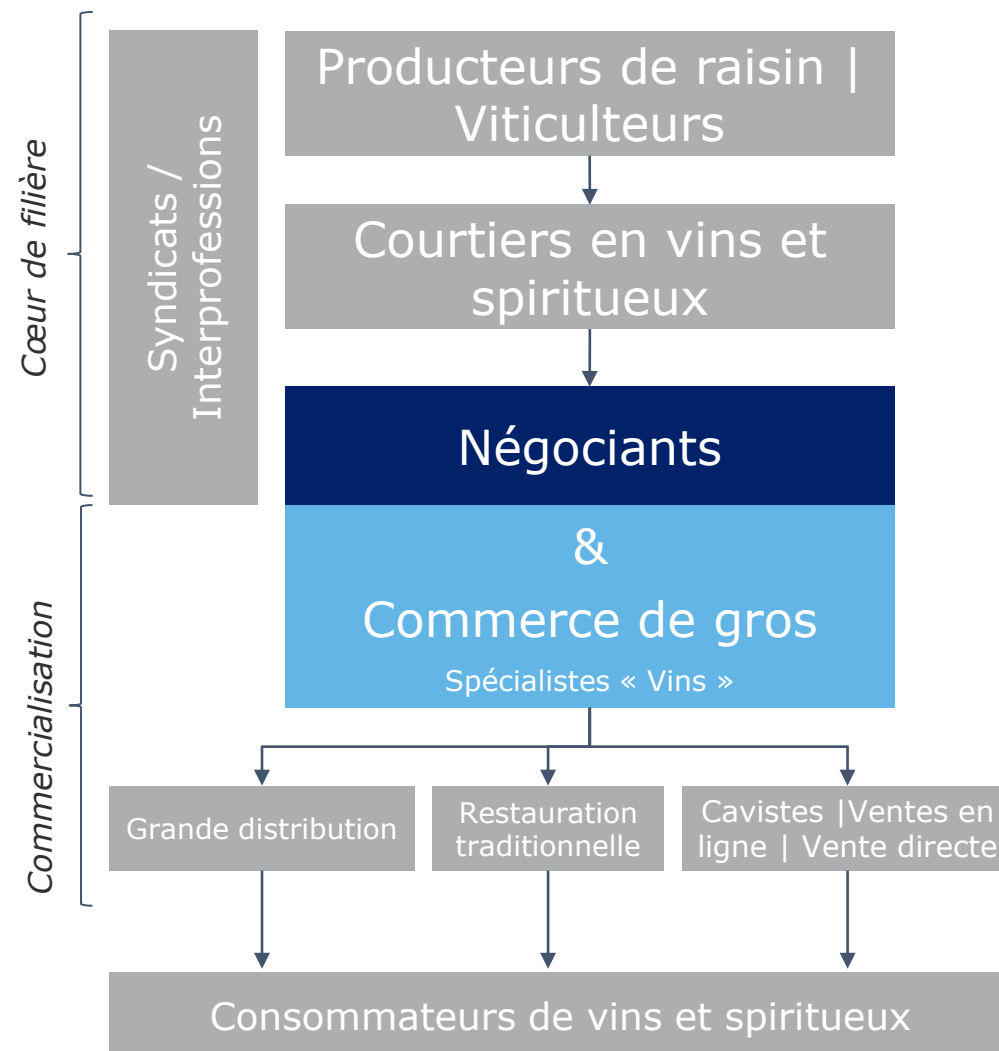 Cœur de filière
Syndicats /
Interprofessions
Producteurs de raisin |
Viticulteurs
Courtiers en vins et
spiritueux
Négociants
&
Commerce de gros
Spécialistes « Vins »
Commercialisation
Grande distribution
Restauration
traditionnelle
Cavistes |Ventes en
ligne | Vente directe
Consommateurs de vins et spiritueux